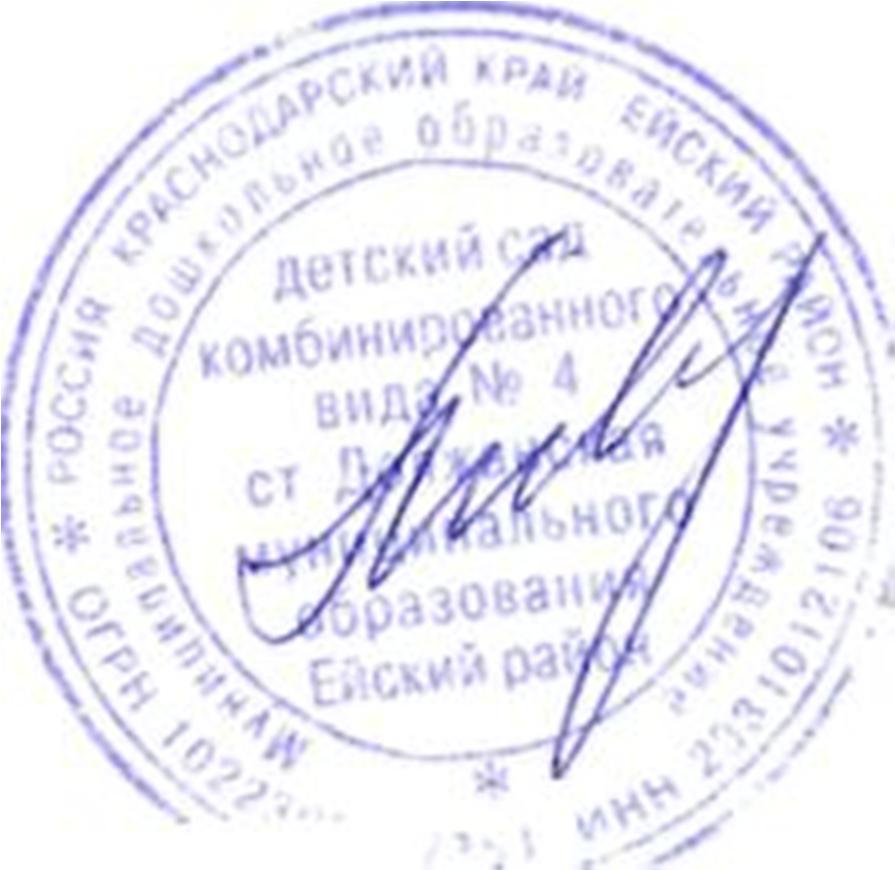 РОССИЯ КРАСНОДАРСКИЙ КРАЙ ЕЙСКИЙ РАЙОН *
ИНН 2331012106
* ОГРН
Муниципальное дошкольное образовательное учреждение
*
детский сад
комбинированного
вида № 4
ст Должанская
муниципального
образования
Ейский район